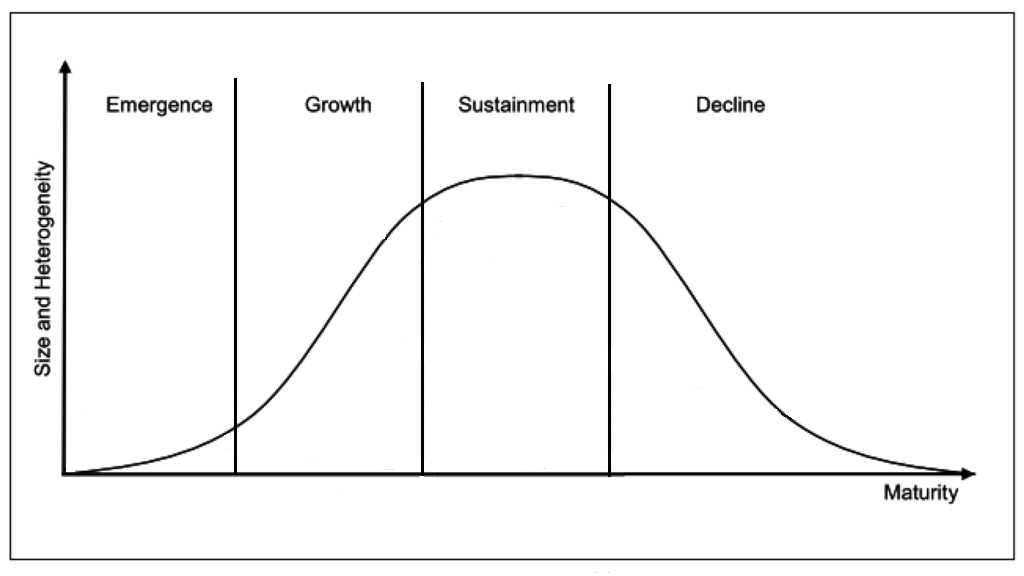 Emergence
Growth
Sustainment
Decline
Size and Heterogeneity
Maturity